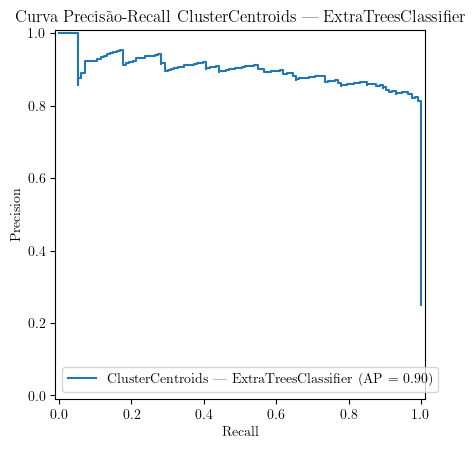 Curva Precisão-Recall ClusterCentroids — ExtraTreesClassifier
1.0
0.8
0.6
0.4
0.2
0.0
Precision
ClusterCentroids — ExtraTreesClassifier (AP = 0.90)
0.0 0.2 0.4 0.6 0.8 1.0
Recall